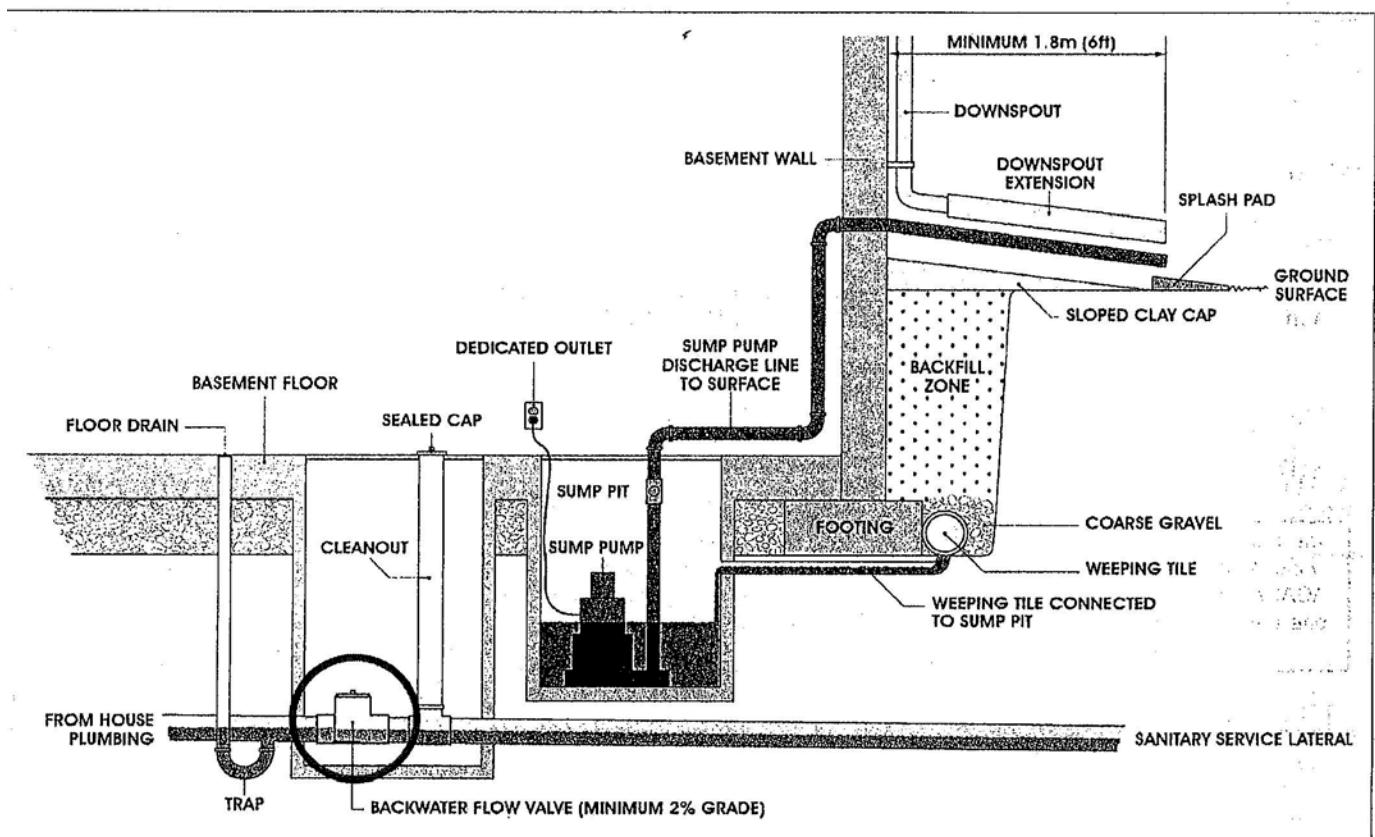 MINIMUM 1.8m (6ft)
DOWNSPOUT
BASEMENT WALL
DOWNSPOUT
EXTENSION
SPLASH PAD
GROUND
SURFACE
SLOPED CLAY CAP
DEDICATED OUTLET
SUMP PUMP
DISCHARGE LINE
TO SURFACE
BACKFILL
ZONE
BASEMENT FLOOR
SEALED CAP
FLOOR DRAIN
SUMP PIT
FOOTING
COARSE GRAVEL
CLEANOUT
SUMP PUMP
WEEPING TILE
WEEPING TILE CONNECTED
TO SUMP PIT
FROM HOUSE
PLUMBING
SANITARY SERVICE LATERAL
TRAP
BACKWATER FLOW VALVE (MINIMUM 2% GRADE)